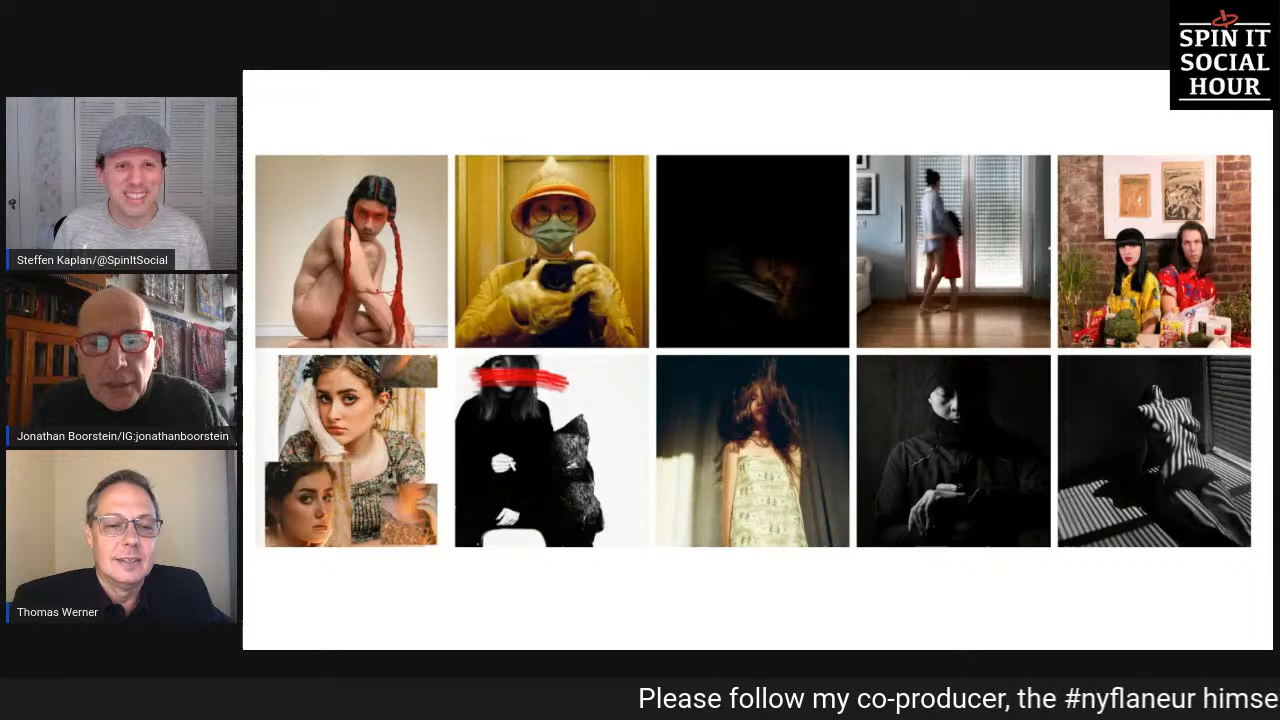 SPIN IT
SOCIAL
HOUR
Steffen Kaplan/@SpinItSocial
Jonathan Boorstein/IG:jonathanboorstein
Thomas Werner
Please follow my co-producer, the #nyflaneur himse